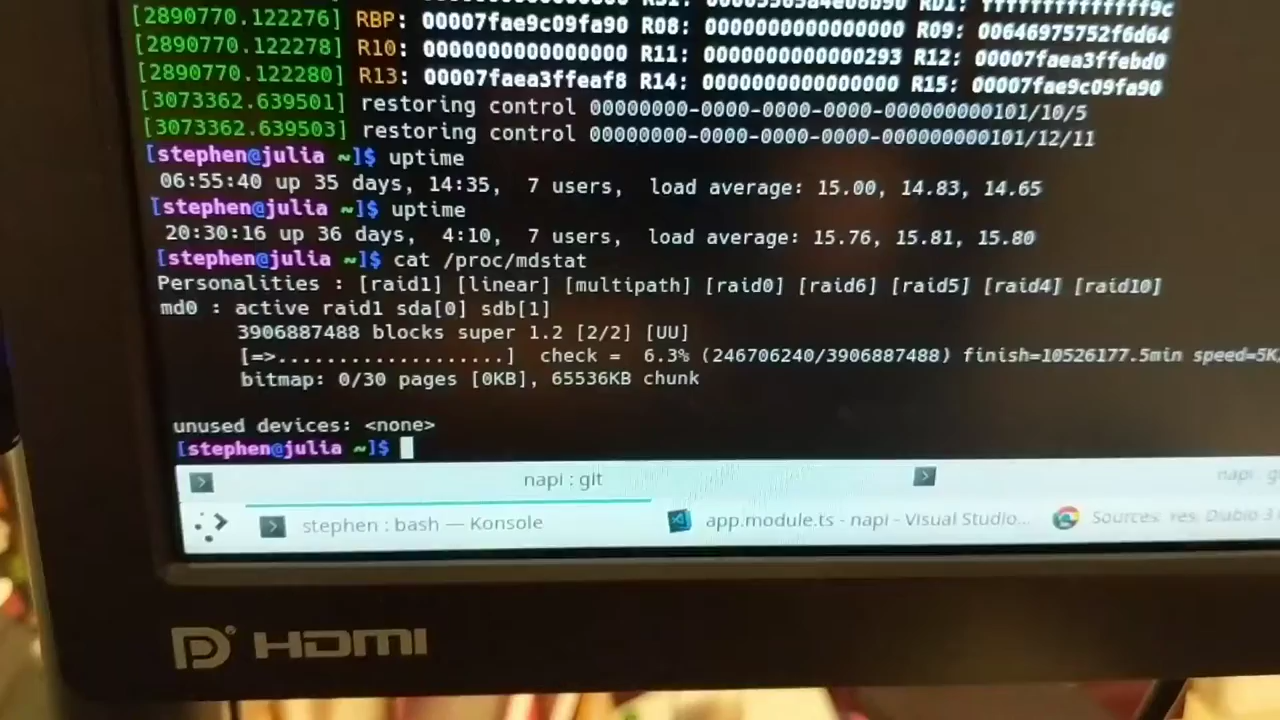 [2890770.122276] RBP: 00007fae9c09fa90 R08: 0000000000000000 R09: 00646975752f6d64
[2890770.122278] R10: 0000000000000000 R11: 0000000000000293 R12: 00007faea3ffebd0
[2890770.122280] R13: 00007faea3ffeaf8 R14: 0000000000000000 R15: 00007fae9c09fa90
[3073362.639501] restoring control 00000000-0000-0000-0000-000000000101/10/5
[3073362.639503] restoring control 00000000-0000-0000-0000-000000000101/12/11
[stephen@julia ~]$ uptime
06:55:40 up 35 days, 14:35, 7 users, load average: 15.00, 14.83, 14.65
[stephen@julia ~]$ uptime
20:30:16 up 36 days, 4:10, 7 users, load average: 15.76, 15.81, 15.80
[stephen@julia ~]$ cat /proc/mdstat
Personalities : [raid1] [linear] [multipath] [raid0] [raid6] [raid5] [raid4] [raid10]
md0 : active raid1 sda[0] sdb[1]
3906887488 blocks super 1.2 [2/2] [UU]
[=>...................] check = 6.3% (246706240/3906887488) finish=10526177.5min speed=5K
bitmap: 0/30 pages [0KB], 65536KB chunk
unused devices: <none>
[stephen@julia ~]$
napi : git
stephen : bash — Konsole
app.module.ts - napi - Visual Studio...
Sources: res, Diablo 3
HDMI